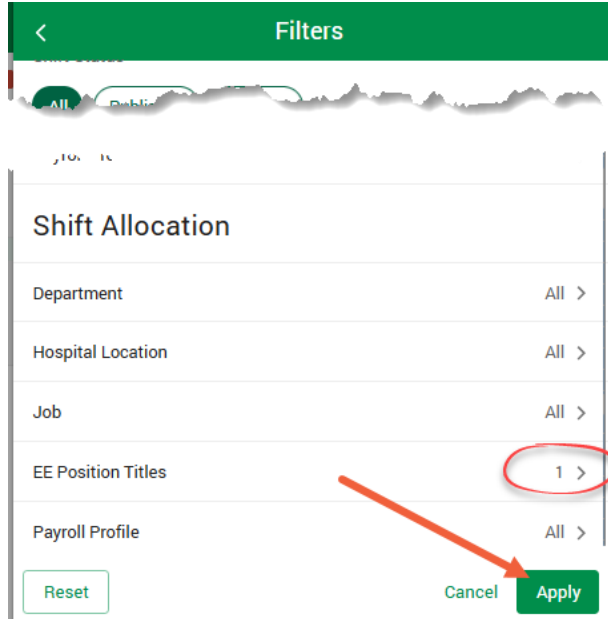 Filters
All
Shift Allocation
Department All
Hospital Location All
Job All
EE Position Titles 1
Payroll Profile All
Reset Cancel Apply